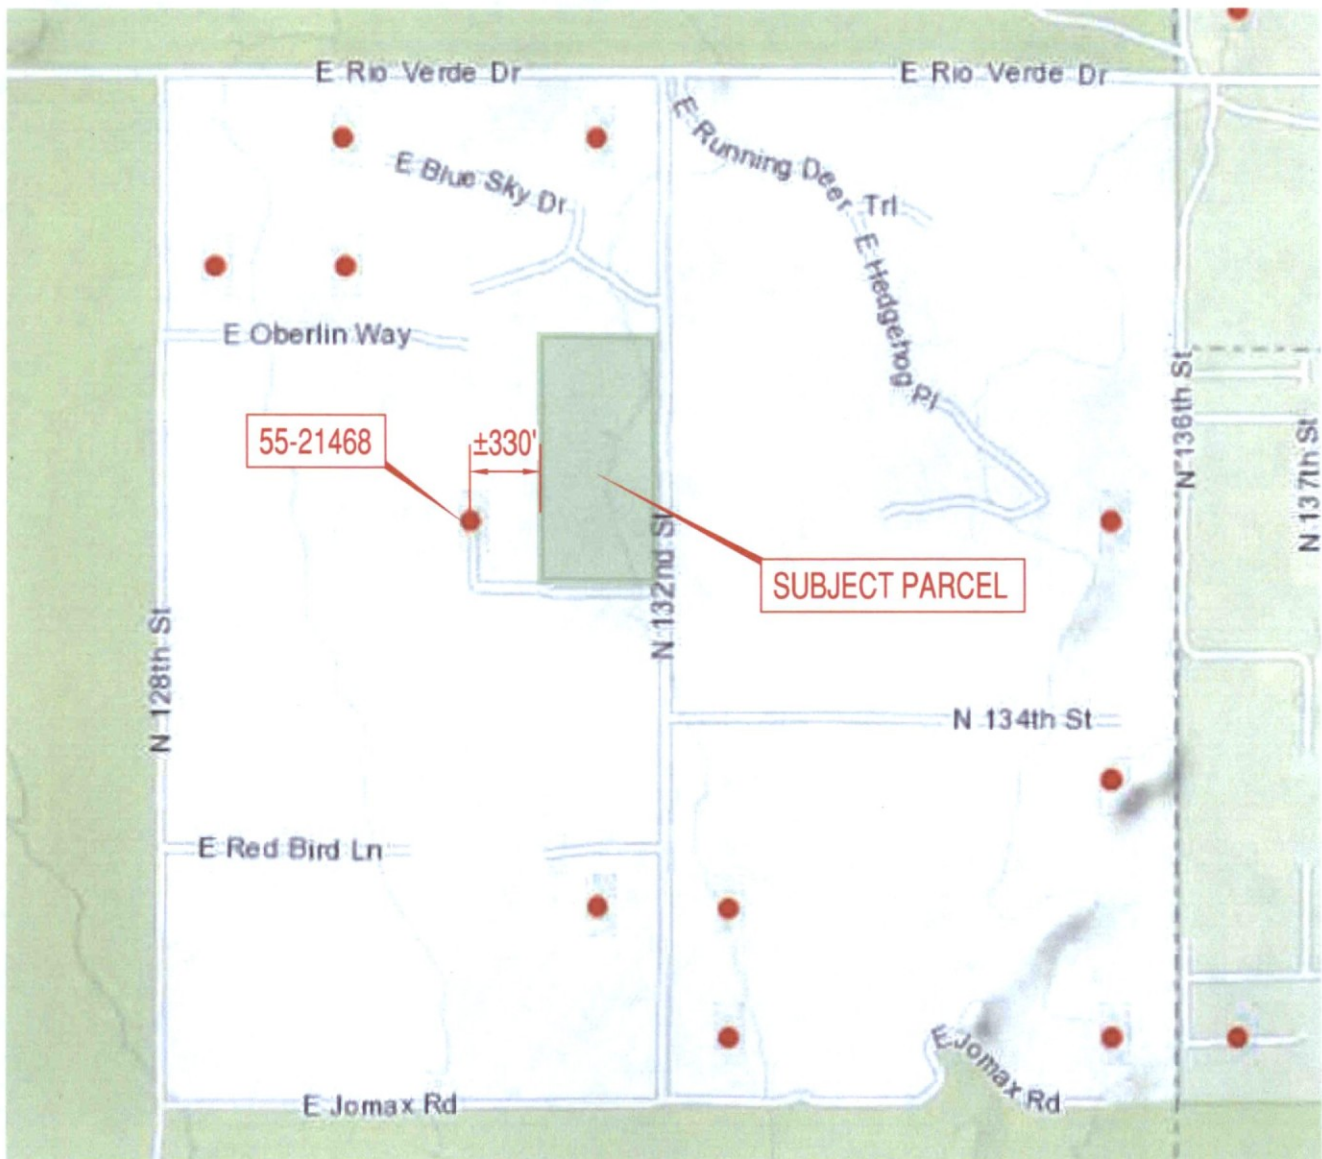 E Rio Verde Dr
E Rio Verde Dr
E Running Deer Trl
E Blue Sky Dr
E Hedgehog Pl
E Oberlin Way
55-21468
±330'
N 136th St
N 137th St
SUBJECT PARCEL
N 132nd St
N 128th St
N 134th St
E Red Bird Ln
E Jomax Rd
E Jomax Rd